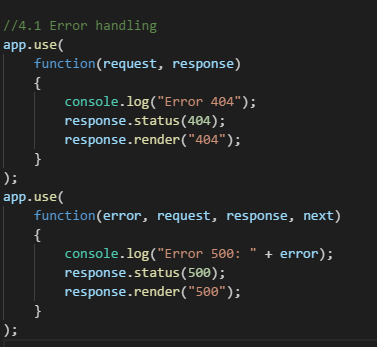 //4.1 Error handling
app.use(
    function(request, response)
    {
        console.log("Error 404");
        response.status(404);
        response.render("404");
    }
);
app.use(
    function(error, request, response, next)
    {
        console.log("Error 500: " + error);
        response.status(500);
        response.render("500");
    }
);